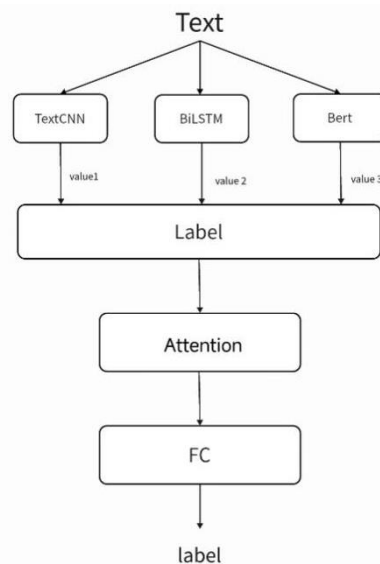 Text
TextCNN BiLSTM Bert
value1 value 2 value 3
Label
Attention
FC
label